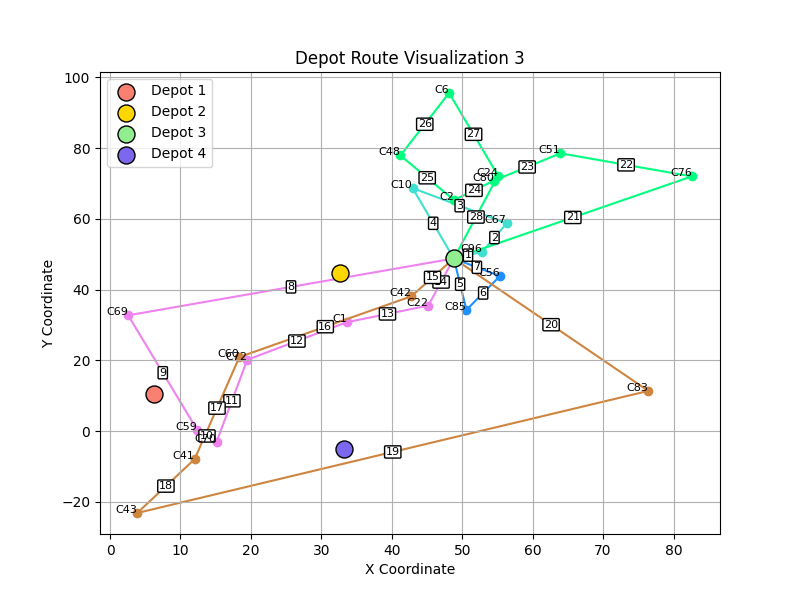 Depot Route Visualization 3
Depot 1
Depot 2
Depot 3
Depot 4
Y Coordinate
100
80
60
40
20
0
−20
0
10
20
30
40
50
60
70
80
X Coordinate
C6
26
27
C48
C51
23
22
C76
25
C24
C80
C10
24
C2
3
28
C67
21
4
2
C96
1
7
C56
15
5
8
C42
6
C22
C85
C69
C1
13
16
20
12
C60
C72
9
11
17
C83
C59
10
C41
19
18
C43